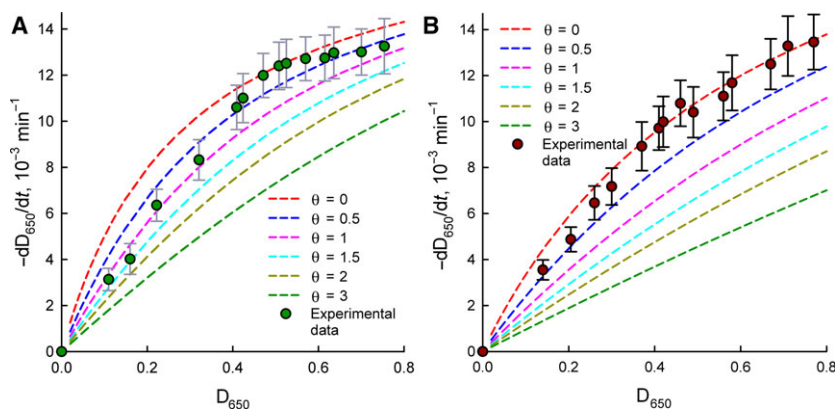 A
14
12
10
8
6
4
2
0
0.0 0.2 0.4 0.6 0.8
–dD650/dt, 10–3 min–1
D650
θ = 0
θ = 0.5
θ = 1
θ = 1.5
θ = 2
θ = 3
Experimental
data
B
14
12
10
8
6
4
2
0
0.0 0.2 0.4 0.6 0.8
–dD650/dt, 10–3 min–1
D650
θ = 0
θ = 0.5
θ = 1
θ = 1.5
θ = 2
θ = 3
Experimental
data